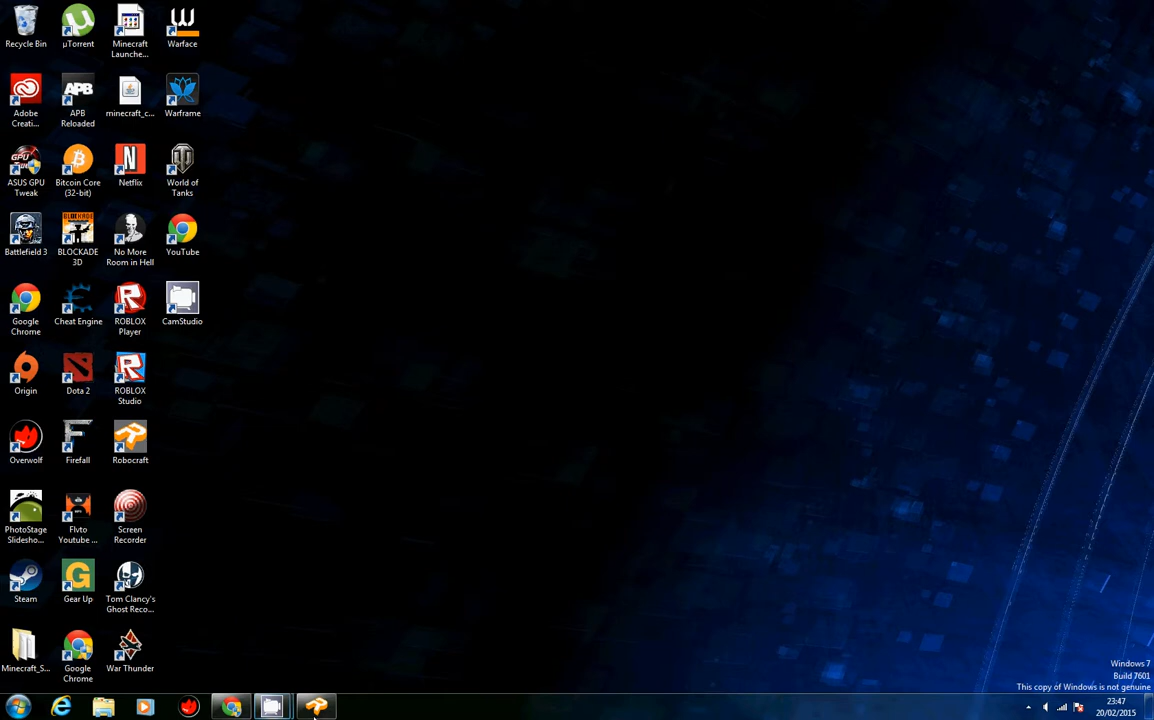 Recycle Bin
µTorrent
Minecraft
Launche...
Warface
Adobe
Creati...
APB
APB
Reloaded
minecraft_c...
Warframe
GPU
ASUS GPU
Tweak
Bitcoin Core
(32-bit)
Netflix
World of
Tanks
Battlefield 3
BLOCKADE
BLOCKADE
3D
No More
Room in Hell
YouTube
Google
Chrome
Cheat Engine
ROBLOX
Player
CamStudio
Origin
Dota 2
ROBLOX
Studio
Overwolf
Firefall
Robocraft
PhotoStage
Slidesho...
Flvto
Youtube ...
Screen
Recorder
Steam
Gear Up
Tom Clancy's
Ghost Reco...
Minecraft_S...
Google
Chrome
War Thunder
Windows 7
Build 7601
This copy of Windows is not genuine
23:47
20/02/2015